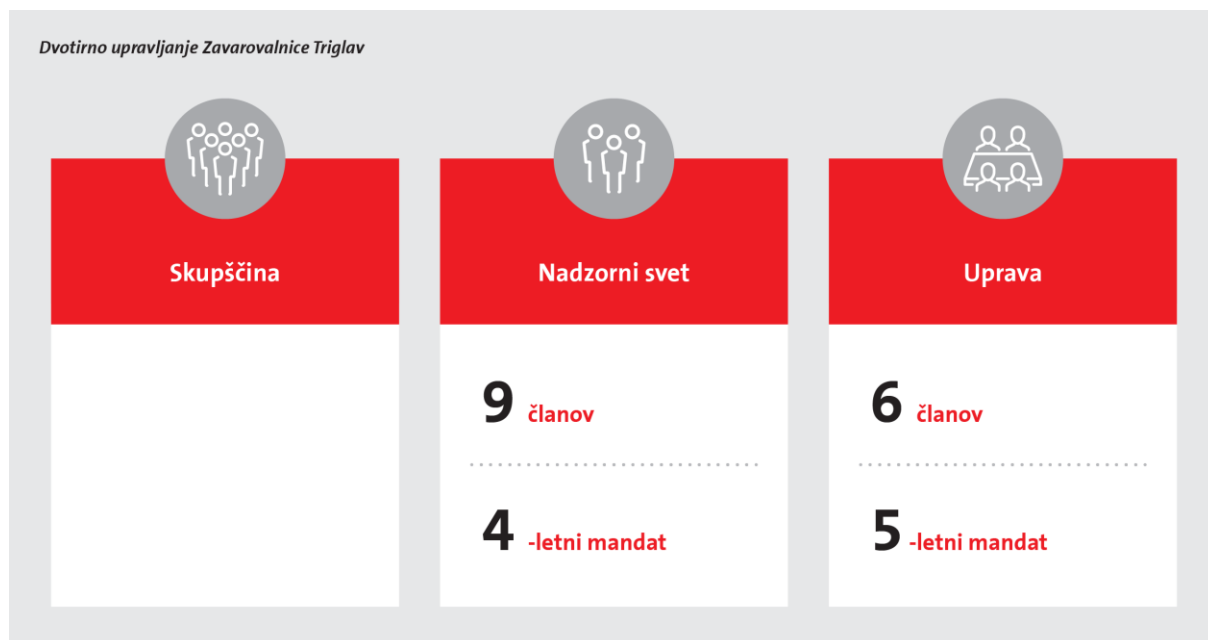 Dvotirno upravljanje Zavarovalnice Triglav
Skupščina
Nadzorni svet
9 članov
4 -letni mandat
Uprava
6 članov
5 -letni mandat